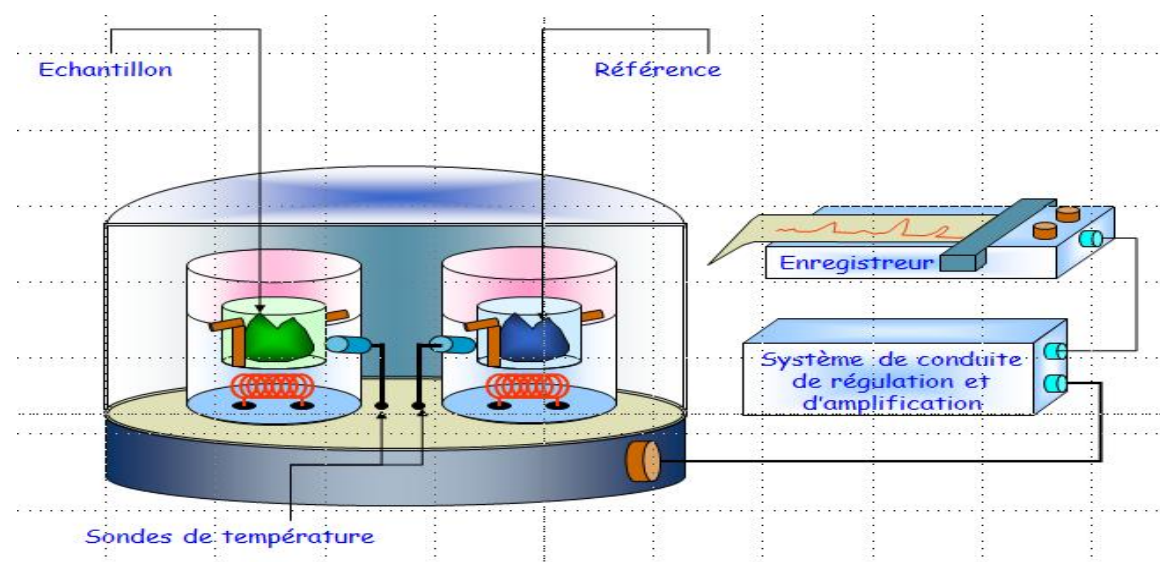 Echantillon
Référence
Enregistreur
Système de conduite
de régulation et
d'amplification
Sondes de température